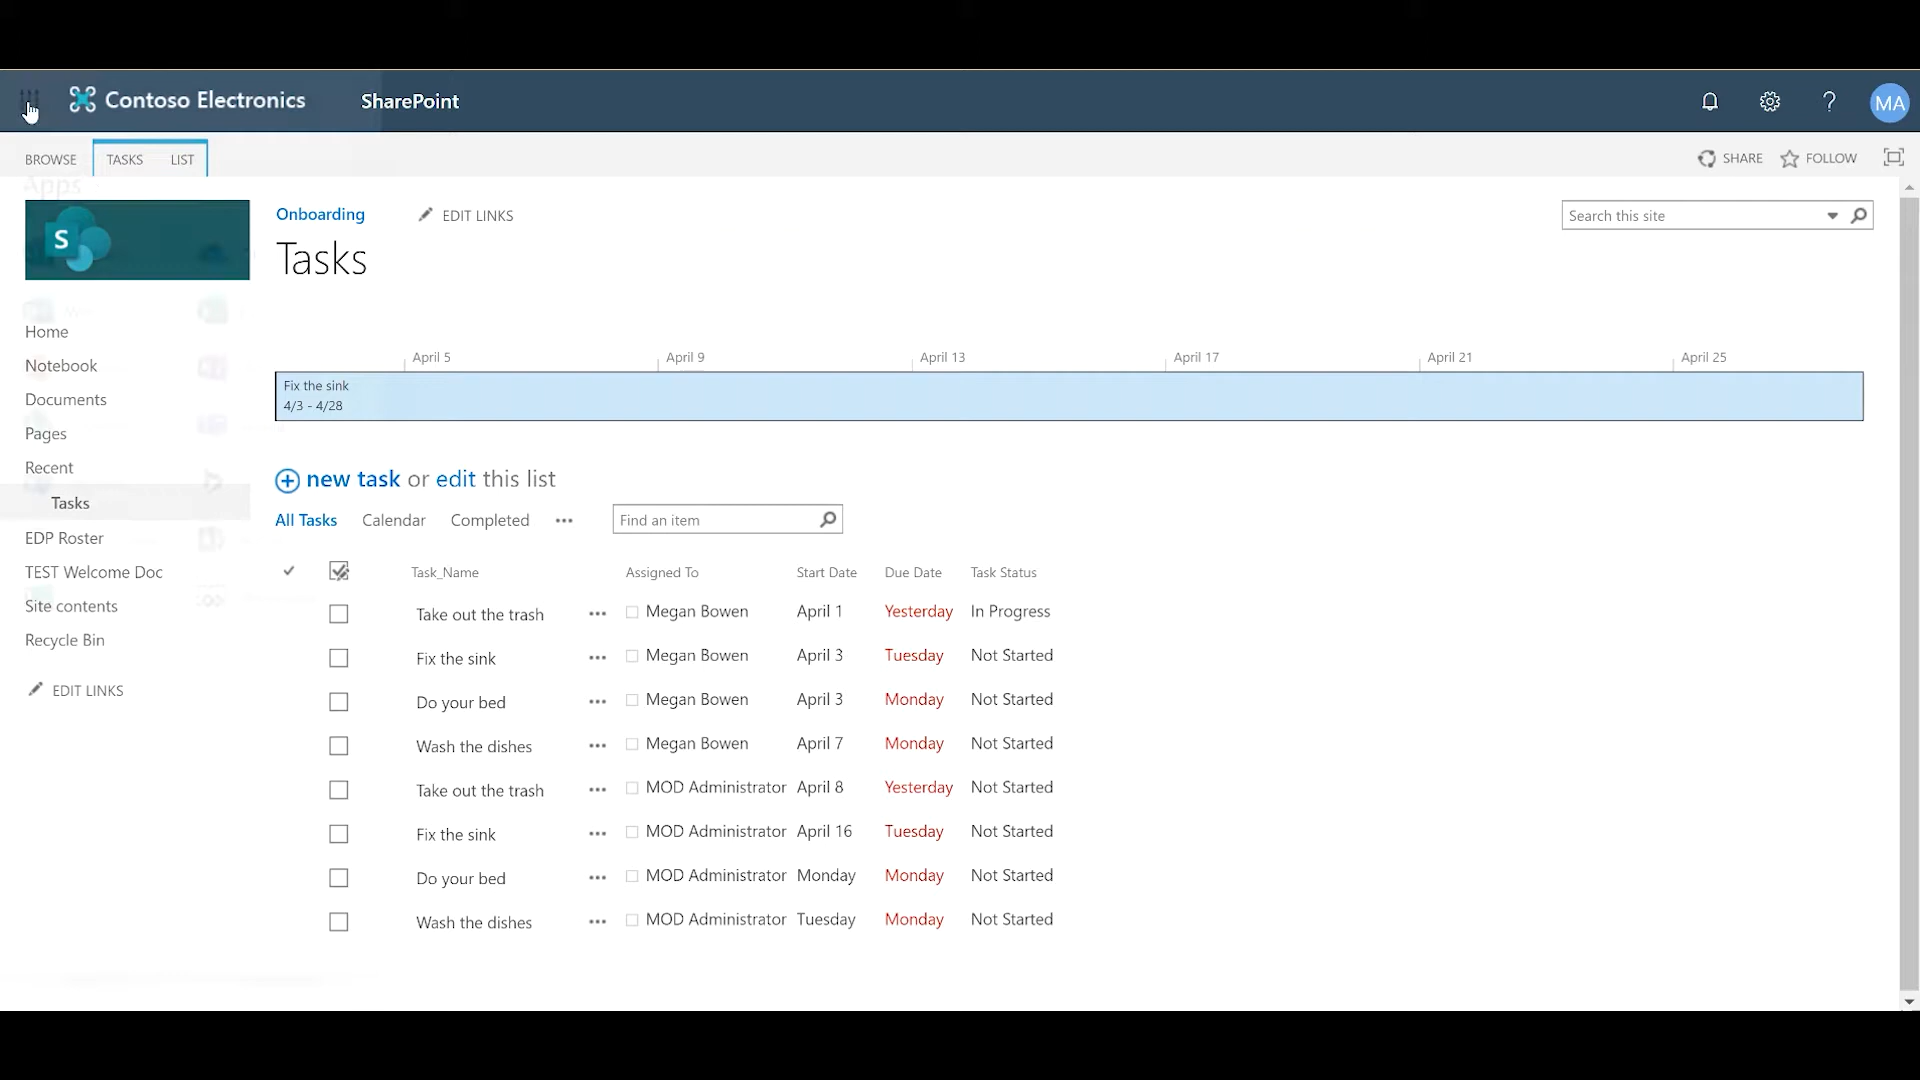 Contoso Electronics SharePoint MA
BROWSE TASKS LIST SHARE FOLLOW
Apps
S
Onboarding EDIT LINKS Search this site
Tasks
Home
Notebook
Documents
Pages
Recent
Tasks
EDP Roster
TEST Welcome Doc
Site contents
Recycle Bin
EDIT LINKS
April 5 April 9 April 13 April 17 April 21 April 25
Fix the sink
4/3 - 4/28
new task or edit this list
All Tasks Calendar Completed ••• Find an item
Task_Name Assigned To Start Date Due Date Task Status
Take out the trash ••• Megan Bowen April 1 Yesterday In Progress
Fix the sink ••• Megan Bowen April 3 Tuesday Not Started
Do your bed ••• Megan Bowen April 3 Monday Not Started
Wash the dishes ••• Megan Bowen April 7 Monday Not Started
Take out the trash ••• MOD Administrator April 8 Yesterday Not Started
Fix the sink ••• MOD Administrator April 16 Tuesday Not Started
Do your bed ••• MOD Administrator Monday Monday Not Started
Wash the dishes ••• MOD Administrator Tuesday Monday Not Started